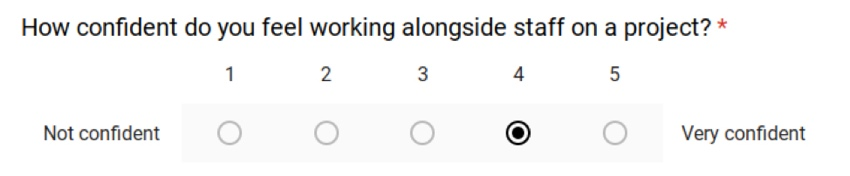 How confident do you feel working alongside staff on a project? *
1 2 3 4 5
Not confident Very confident